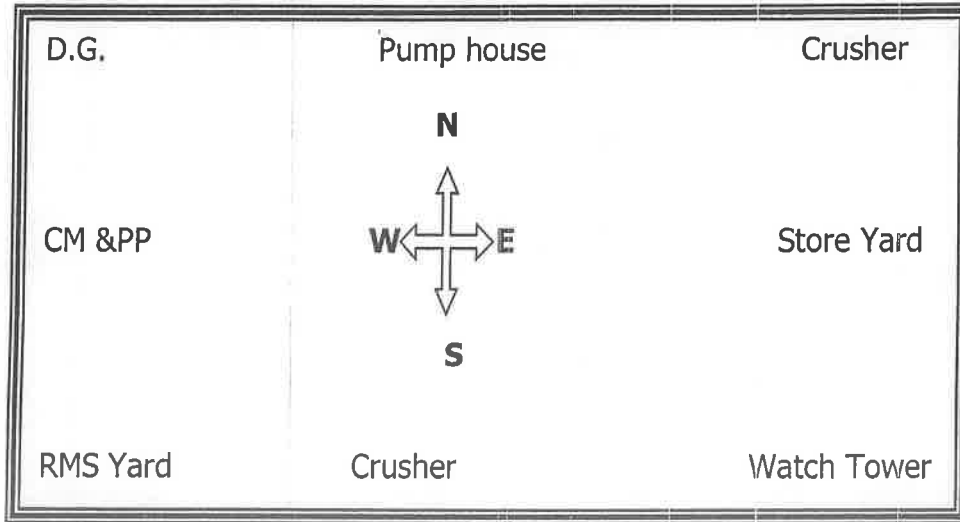 D.G. Pump house Crusher
N
CM &PP W E Store Yard
S
RMS Yard Crusher Watch Tower